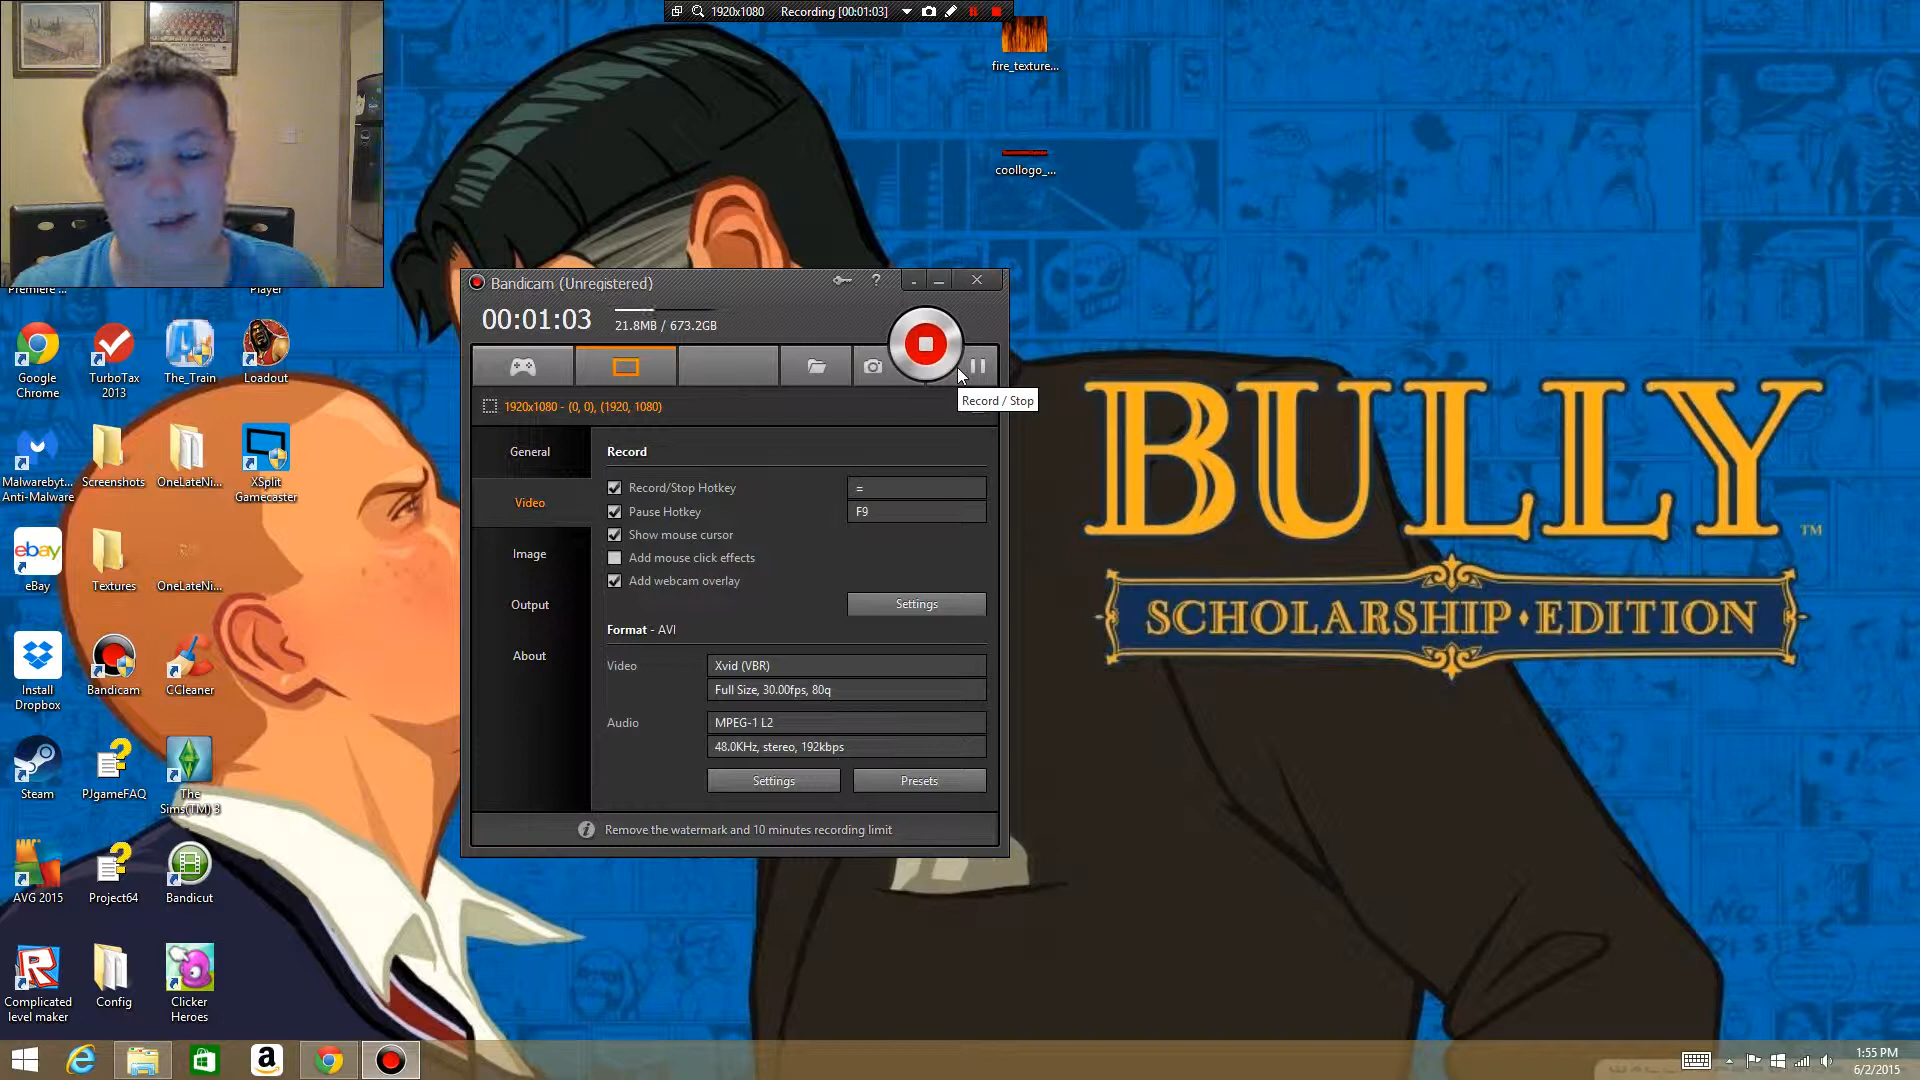 1920x1080 Recording [00:01:03]
fire_texture...
coollogo_...
Premiere ...
Player
Google Chrome
TurboTax 2013
The_Train
Loadout
Malwarebyt... Anti-Malware
Screenshots
OneLateNi...
XSplit Gamecaster
ebay
eBay
Textures
OneLateNi...
Install Dropbox
Bandicam
CCleaner
Steam
PJgameFAQ
The Sims(TM) 3
AVG 2015
Project64
Bandicut
Complicated level maker
Config
Clicker Heroes
Bandicam (Unregistered)
?
00:01:03
21.8MB / 673.2GB
Record / Stop
1920x1080 - (0, 0), (1920, 1080)
General
Video
Image
Output
About
Record
Record/Stop Hotkey =
Pause Hotkey F9
Show mouse cursor
Add mouse click effects
Add webcam overlay
Settings
Format - AVI
Video Xvid (VBR)
Full Size, 30.00fps, 80q
Audio MPEG-1 L2
48.0KHz, stereo, 192kbps
Settings Presets
Remove the watermark and 10 minutes recording limit
BULLY™
SCHOLARSHIP·EDITION
1:55 PM
6/2/2015